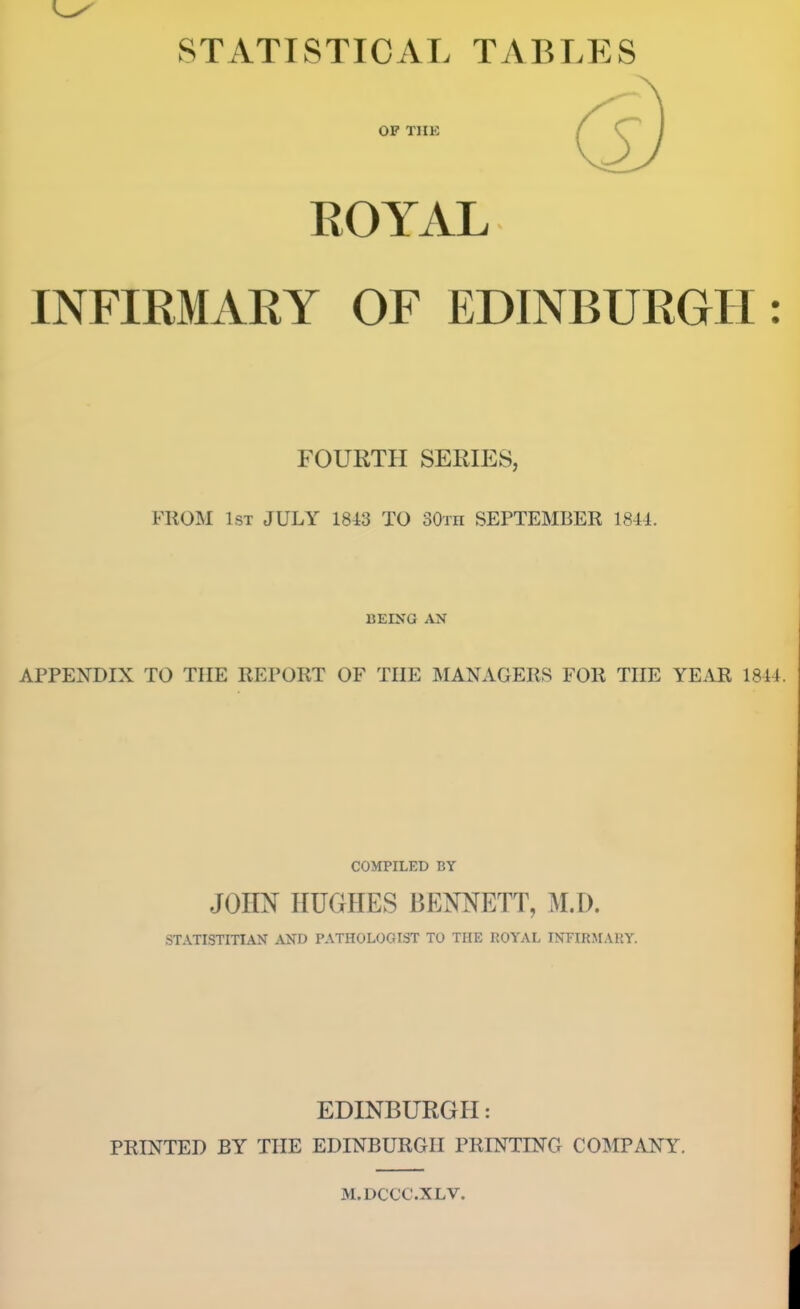 STATISTICAL TABLES
OF THE
5
ROYAL
INFIRMARY OF EDINBURGH:
FOURTH SERIES,
FROM 1ST JULY 1843 TO 30TH SEPTEMBER 1844.
BEING AN
APPENDIX TO THE REPORT OF THE MANAGERS FOR THE YEAR 1844.
COMPILED BY
JOHN HUGHES BENNETT, M.D.
STATISTITIAN AND PATHOLOGIST TO THE ROYAL INFIRMARY.
EDINBURGH:
PRINTED BY THE EDINBURGH PRINTING COMPANY.
M.DCCC.XLV.